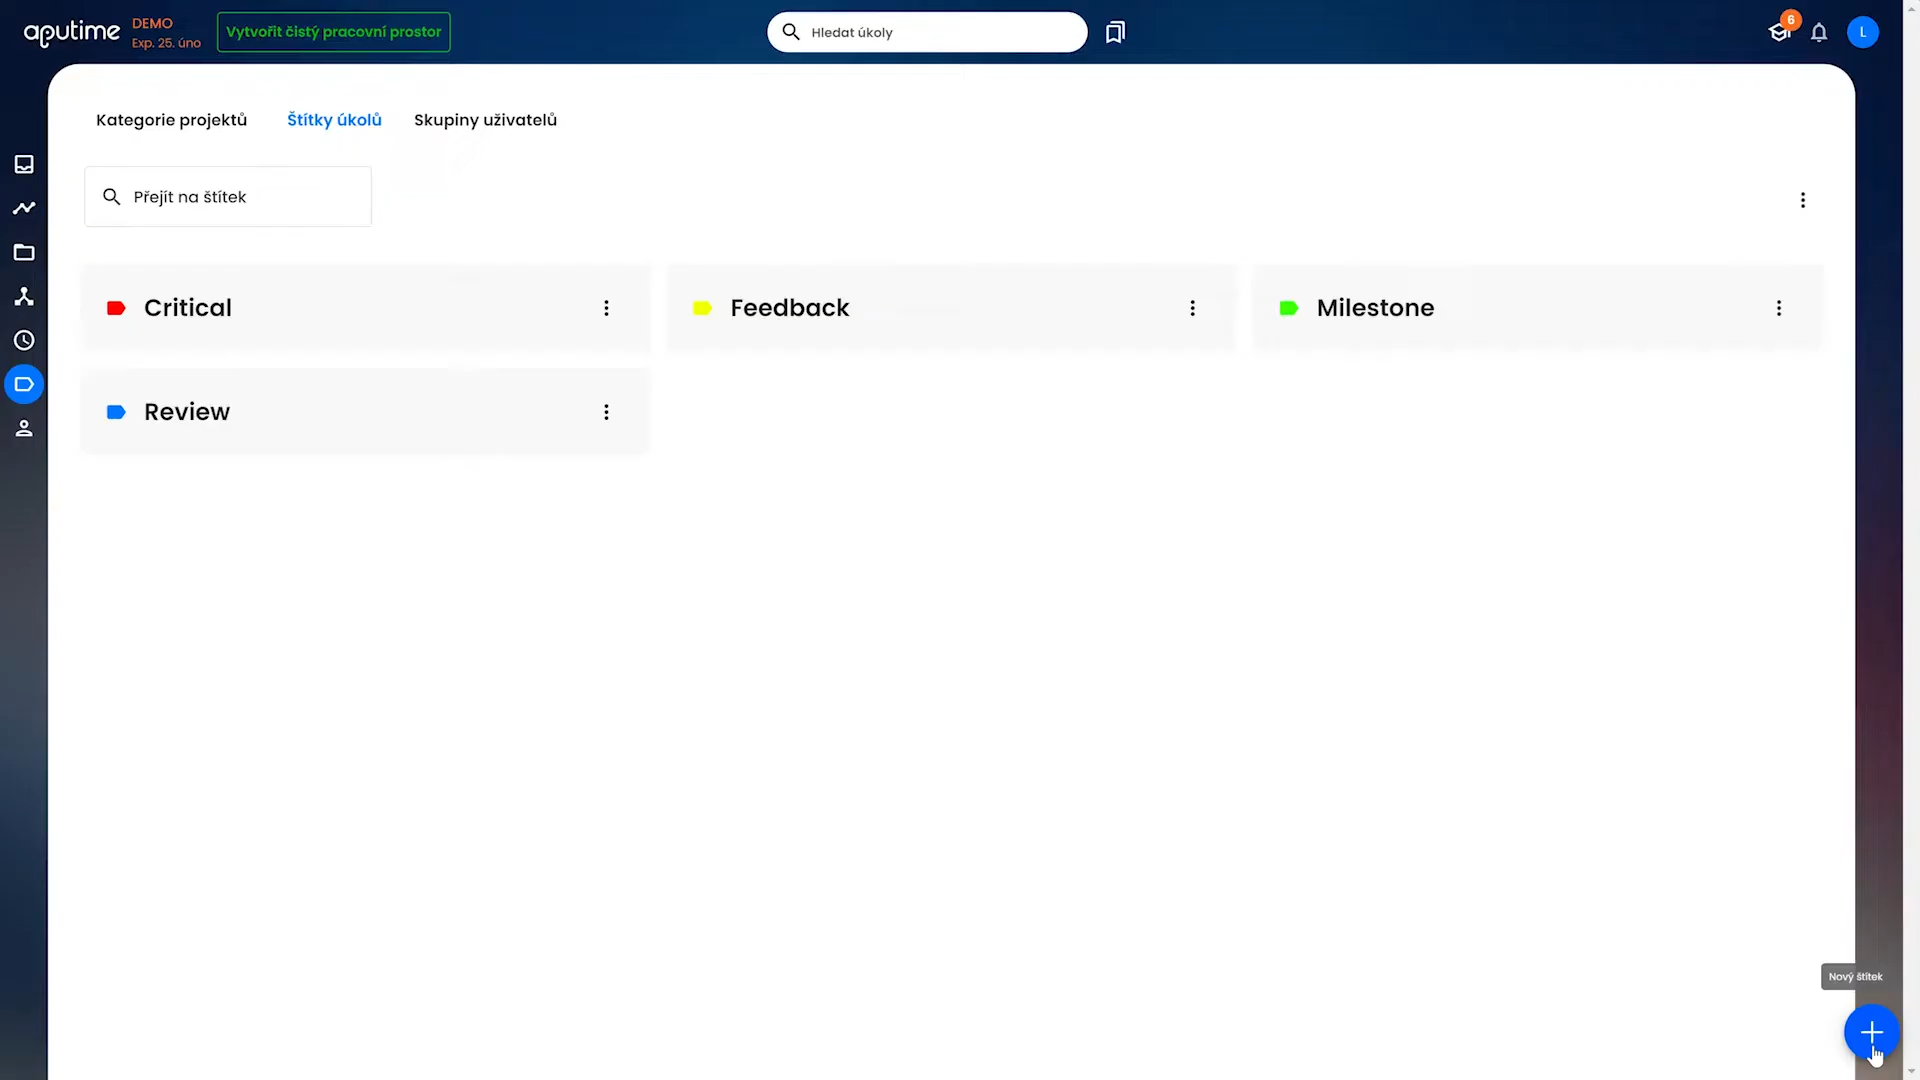 aputime
DEMO
Exp. 25. úno
Vytvořit čistý pracovní prostor
Hledat úkoly
6
L
Kategorie projektů
Štítky úkolů
Skupiny uživatelů
Přejít na štítek
Critical
Feedback
Milestone
Review
Nový štítek